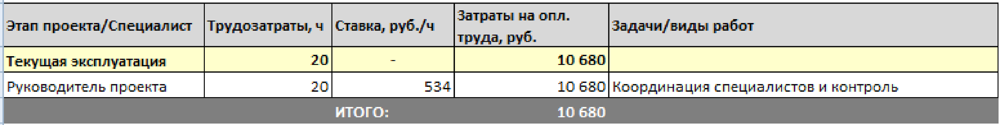 Этап проекта/Специалист Трудозатраты, ч Ставка, руб./ч Затраты на опл. труда, руб. Задачи/виды работ
Текущая эксплуатация 20 - 10 680
Руководитель проекта 20 534 10 680 Координация специалистов и контроль
ИТОГО: 10 680